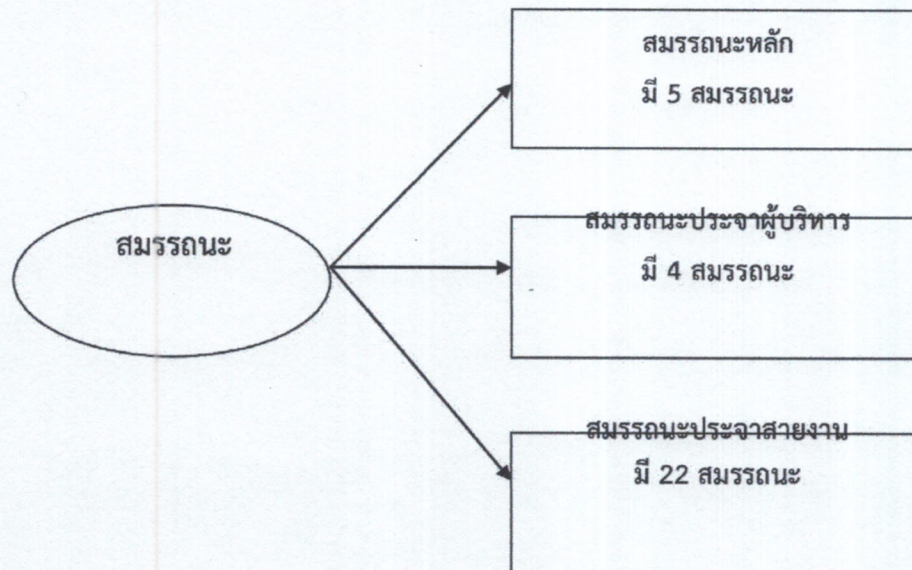 สมรรถนะ
สมรรถนะหลัก
มี 5 สมรรถนะ
สมรรถนะประจำผู้บริหาร
มี 4 สมรรถนะ
สมรรถนะประจำสายงาน
มี 22 สมรรถนะ